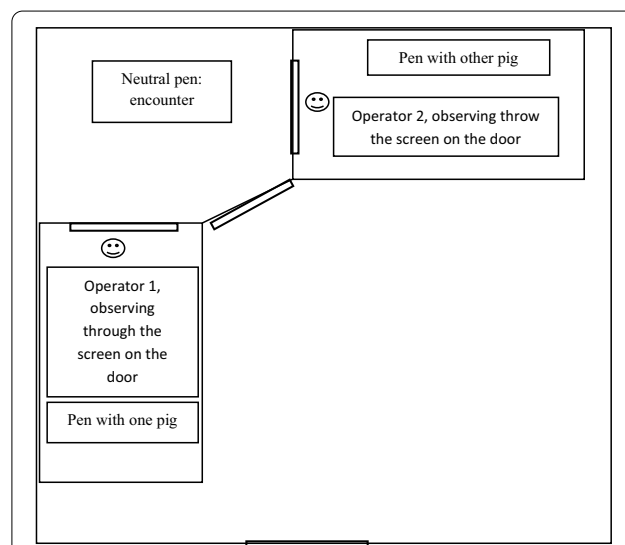 Neutral pen:
encounter
Pen with other pig
Operator 2, observing throw
the screen on the door
Operator 1,
observing
through the
screen on the
door
Pen with one pig